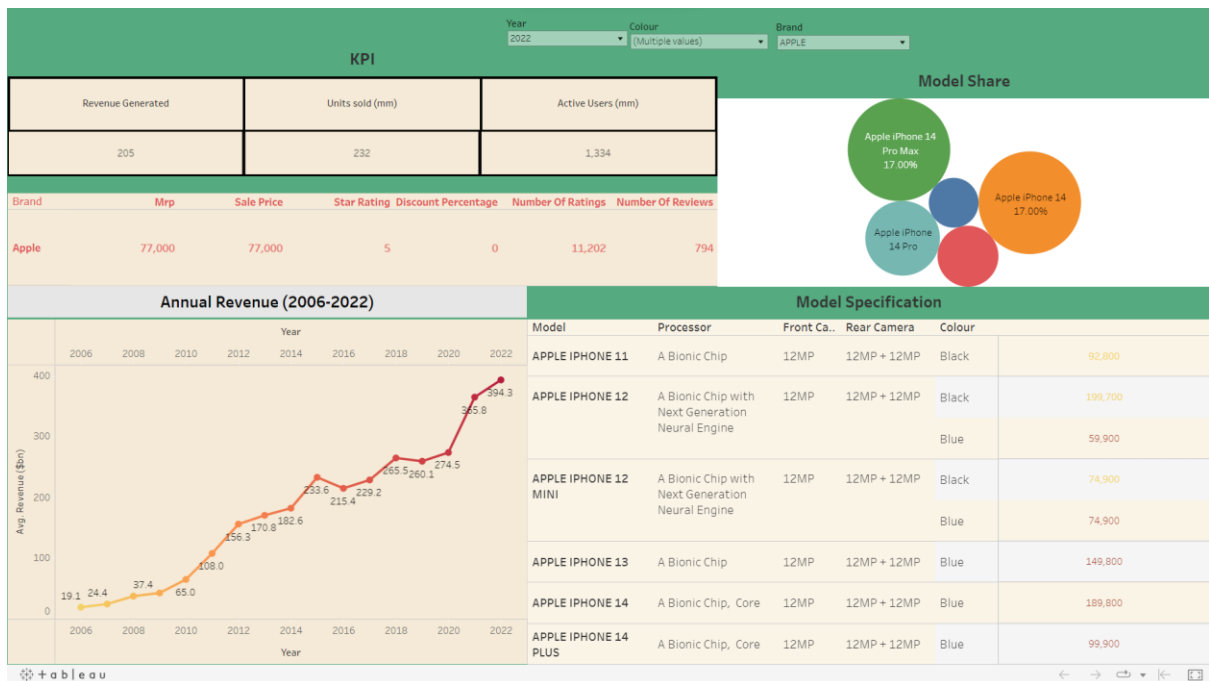 Year
Colour
Brand
2022
(Multiple values)
APPLE
KPI
Revenue Generated
Units sold (mm)
Active Users (mm)
205
232
1,334
Brand Mrp Sale Price Star Rating Discount Percentage Number Of Ratings Number Of Reviews
Apple 77,000 77,000 5 0 11,202 794
Model Share
Apple iPhone 14
Pro Max
17.00%
Apple iPhone 14
17.00%
Apple iPhone
14 Pro
Annual Revenue (2006-2022)
Year
2006 2008 2010 2012 2014 2016 2018 2020 2022
Avg. Revenue ($bn)
400
300
200
100
0
19.1
24.4
37.4
65.0
108.0
156.3
170.8
182.6
233.6
215.4
229.2
265.5
260.1
274.5
365.8
394.3
2006 2008 2010 2012 2014 2016 2018 2020 2022
Year
Model Specification
Model Processor Front Ca.. Rear Camera Colour
APPLE IPHONE 11 A Bionic Chip 12MP 12MP + 12MP Black 92,800
APPLE IPHONE 12 A Bionic Chip with 12MP 12MP + 12MP Black 199,700
Next Generation
Neural Engine
Blue 59,900
APPLE IPHONE 12 A Bionic Chip with 12MP 12MP + 12MP Black 74,900
MINI Next Generation
Neural Engine
Blue 74,900
APPLE IPHONE 13 A Bionic Chip 12MP 12MP + 12MP Blue 149,800
APPLE IPHONE 14 A Bionic Chip, Core 12MP 12MP + 12MP Blue 189,800
APPLE IPHONE 14 A Bionic Chip, Core 12MP 12MP + 12MP Blue 99,900
PLUS
+ a b l e a u